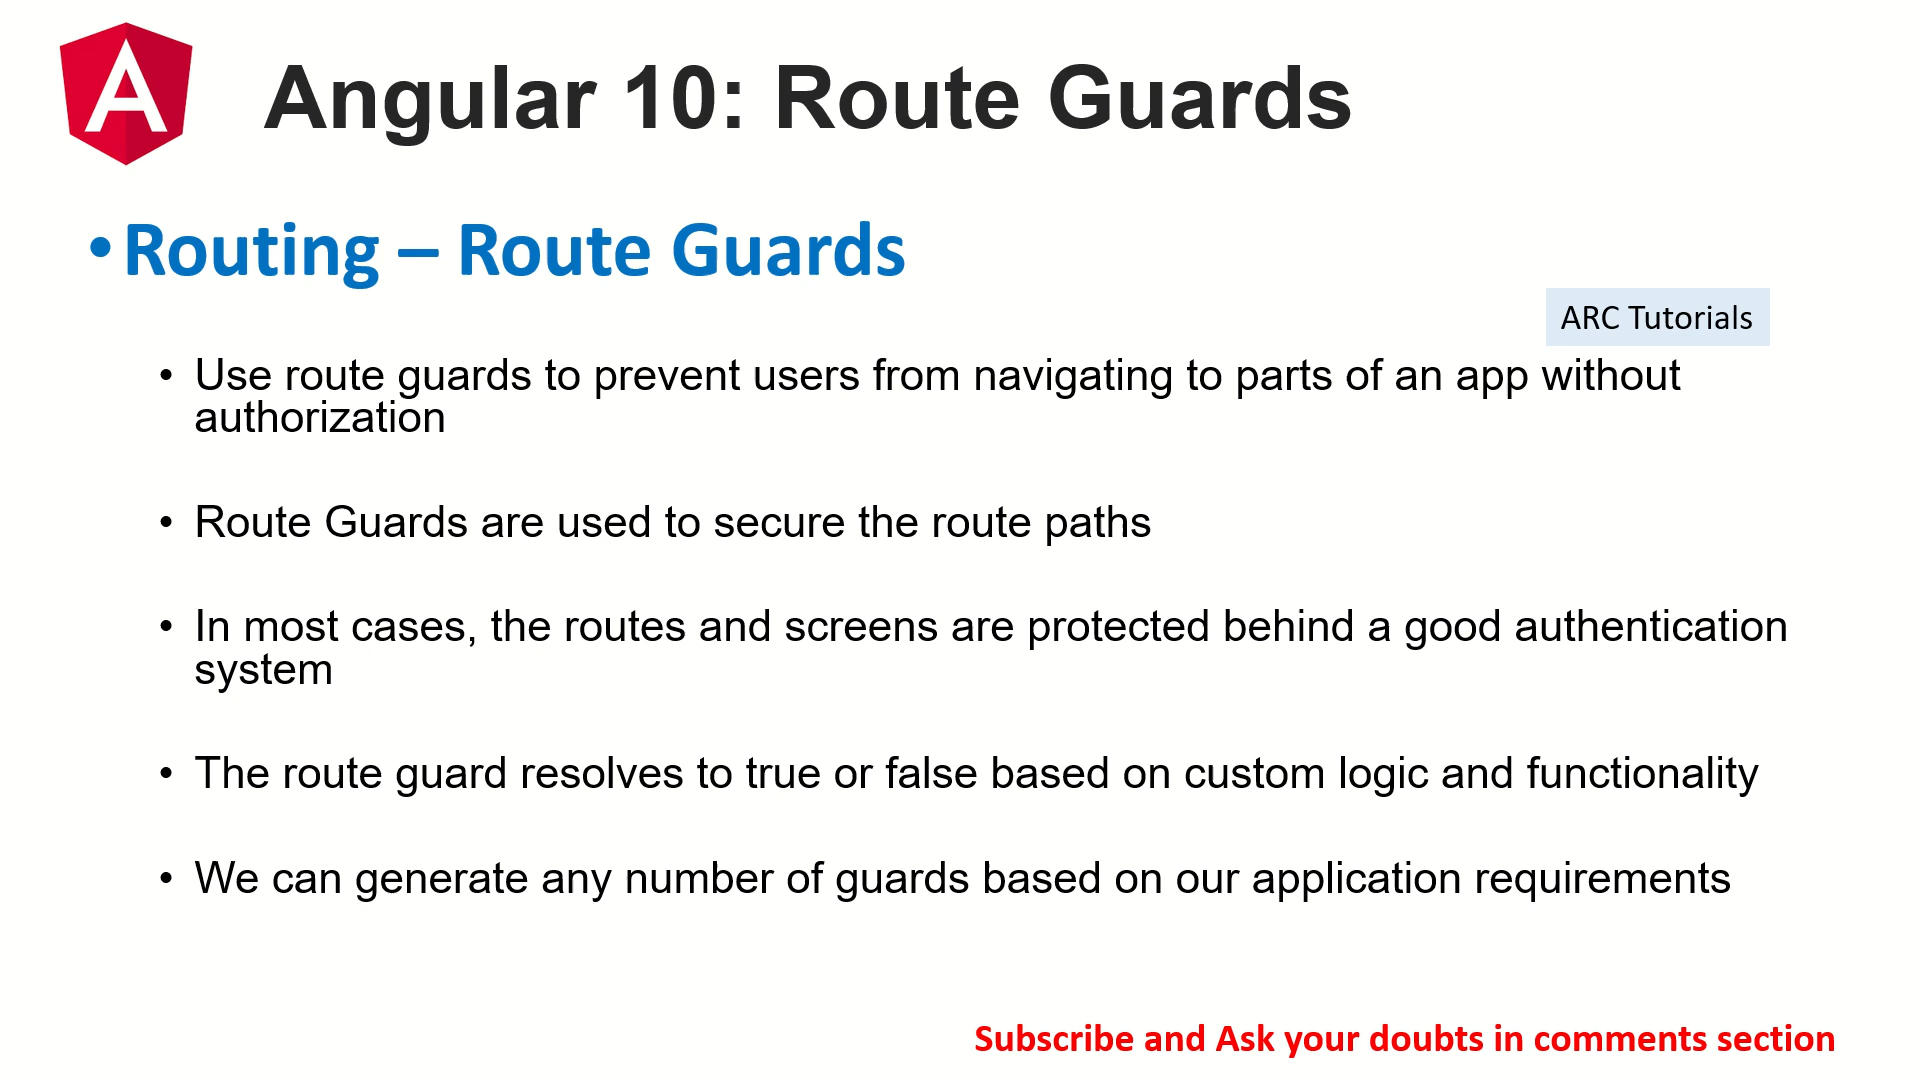 Angular 10: Route Guards
• Routing – Route Guards
ARC Tutorials
• Use route guards to prevent users from navigating to parts of an app without
authorization
• Route Guards are used to secure the route paths
• In most cases, the routes and screens are protected behind a good authentication
system
• The route guard resolves to true or false based on custom logic and functionality
• We can generate any number of guards based on our application requirements
Subscribe and Ask your doubts in comments section